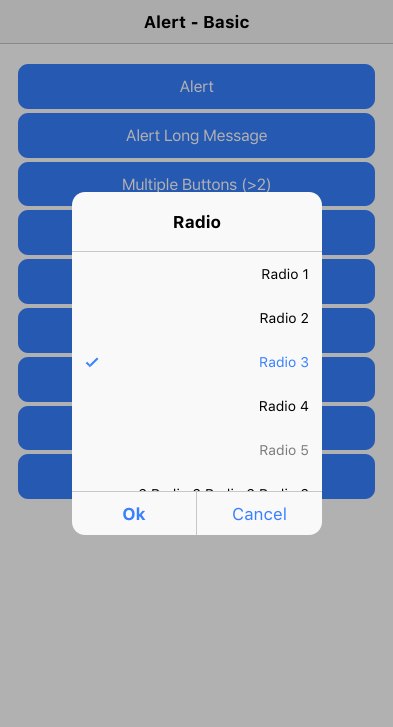 Alert - Basic
Alert
Alert Long Message
Multiple Buttons (>2)
Radio
Radio 1
Radio 2
Radio 3
Radio 4
Radio 5
Ok
Cancel